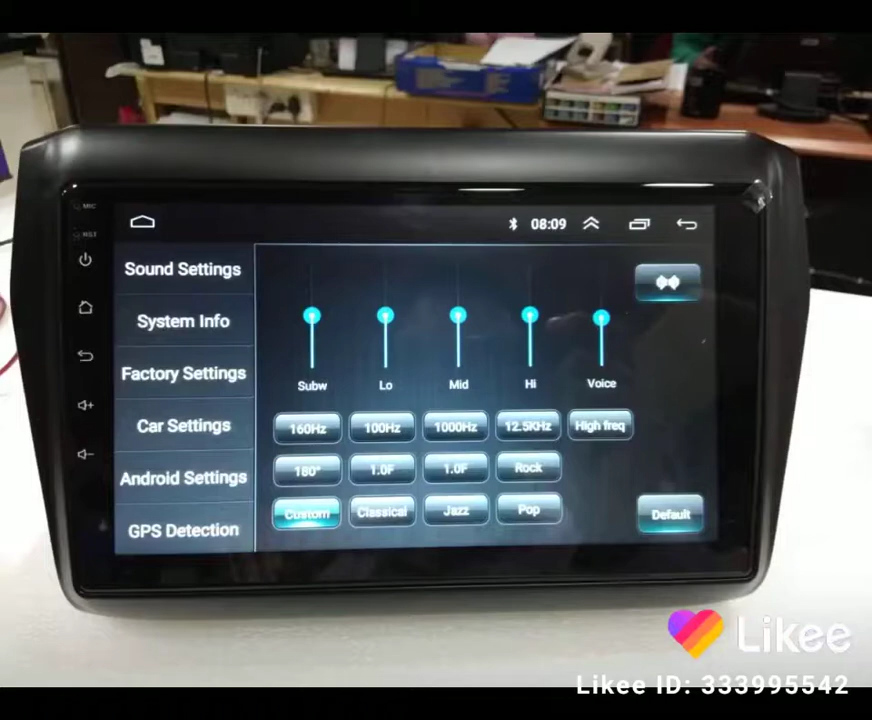 MIC
08:09
RST
Sound Settings
System Info
Factory Settings
Car Settings
Android Settings
GPS Detection
Subw Lo Mid Hi Voice
160Hz 100Hz 1000Hz 12.5KHz High freq
180° 1.0F 1.0F Rock
Custom Classical Jazz Pop Default
Likee
Likee ID: 333995542